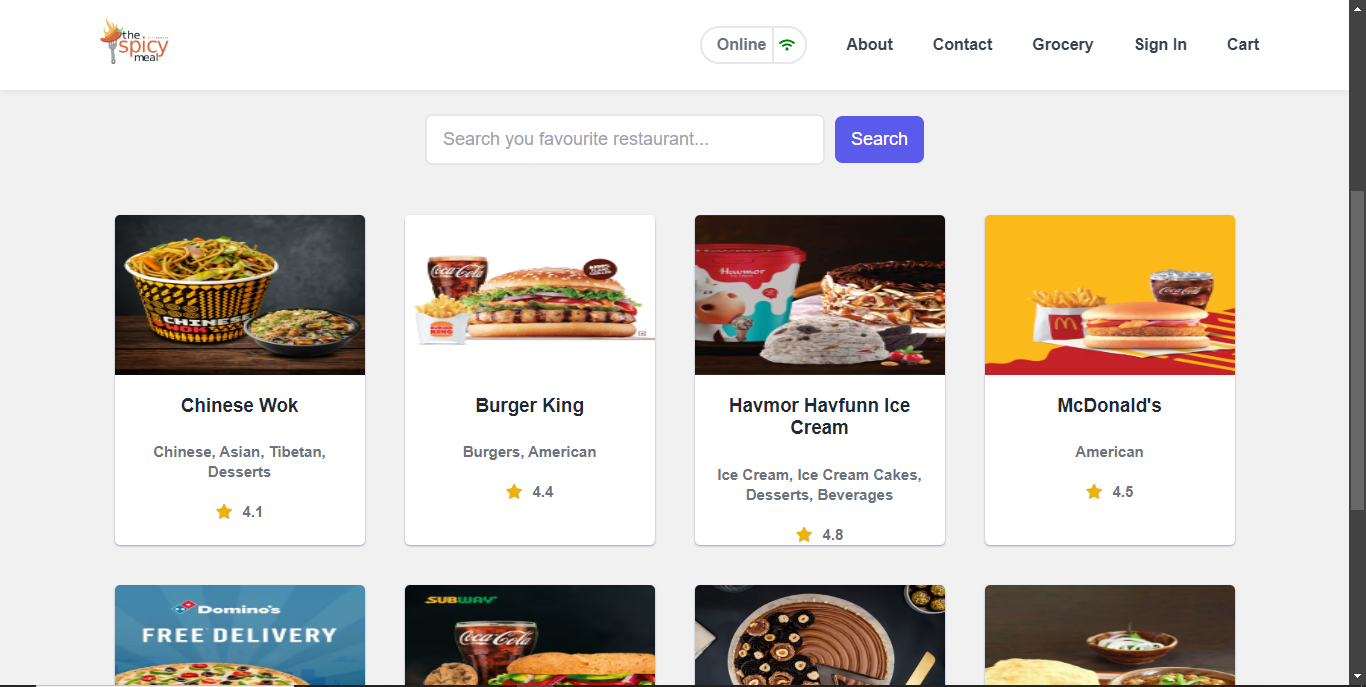 the
spicy
meal
Online
About
Contact
Grocery
Sign In
Cart
Search you favourite restaurant...
Search
Coca-Cola
BURGER
KING
CHINESE
WOK
Havmor
Coca-Cola
Chinese Wok
Burger King
Havmor Havfunn Ice
Cream
McDonald's
Chinese, Asian, Tibetan,
Desserts
Burgers, American
Ice Cream, Ice Cream Cakes,
Desserts, Beverages
American
4.1
4.4
4.8
4.5
Domino's
FREE DELIVERY
SUBWAY
Coca-Cola